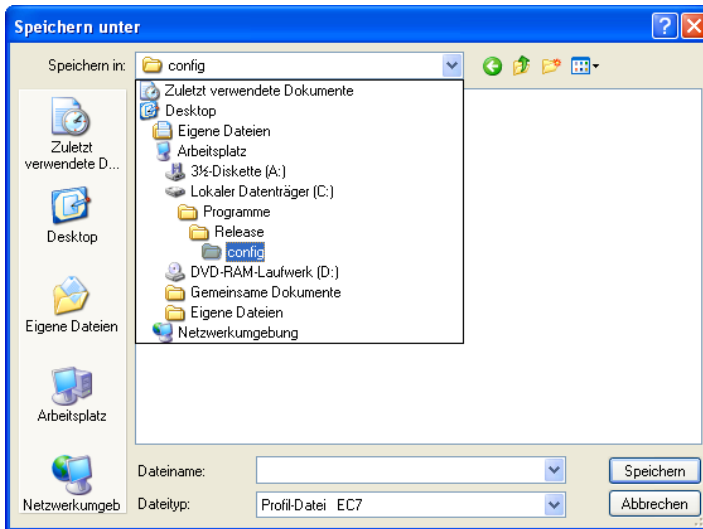 Speichern unter
Speichern in: config
Zuletzt verwendete Dokumente
Desktop
Eigene Dateien
Arbeitsplatz
3½-Diskette (A:)
Lokaler Datenträger (C:)
Programme
Release
config
DVD-RAM-Laufwerk (D:)
Gemeinsame Dokumente
Eigene Dateien
Netzwerkumgebung
Zuletzt
verwendete D...
Desktop
Eigene Dateien
Arbeitsplatz
Netzwerkumgeb
Dateiname: Speichern
Dateityp: Profil-Datei EC7 Abbrechen